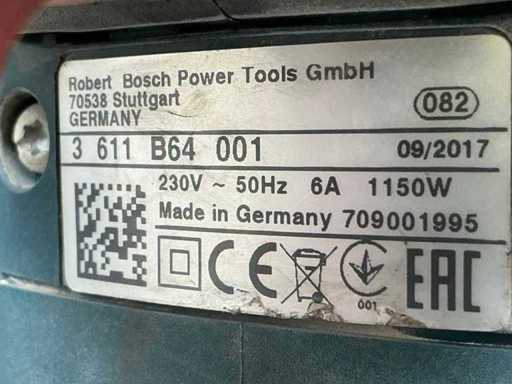 Robert Bosch Power Tools GmbH
70538 Stuttgart
GERMANY
082
3 611 B64 001
09/2017
230V ~ 50Hz 6A 1150W
Made in Germany 709001995
CE
001
EAC